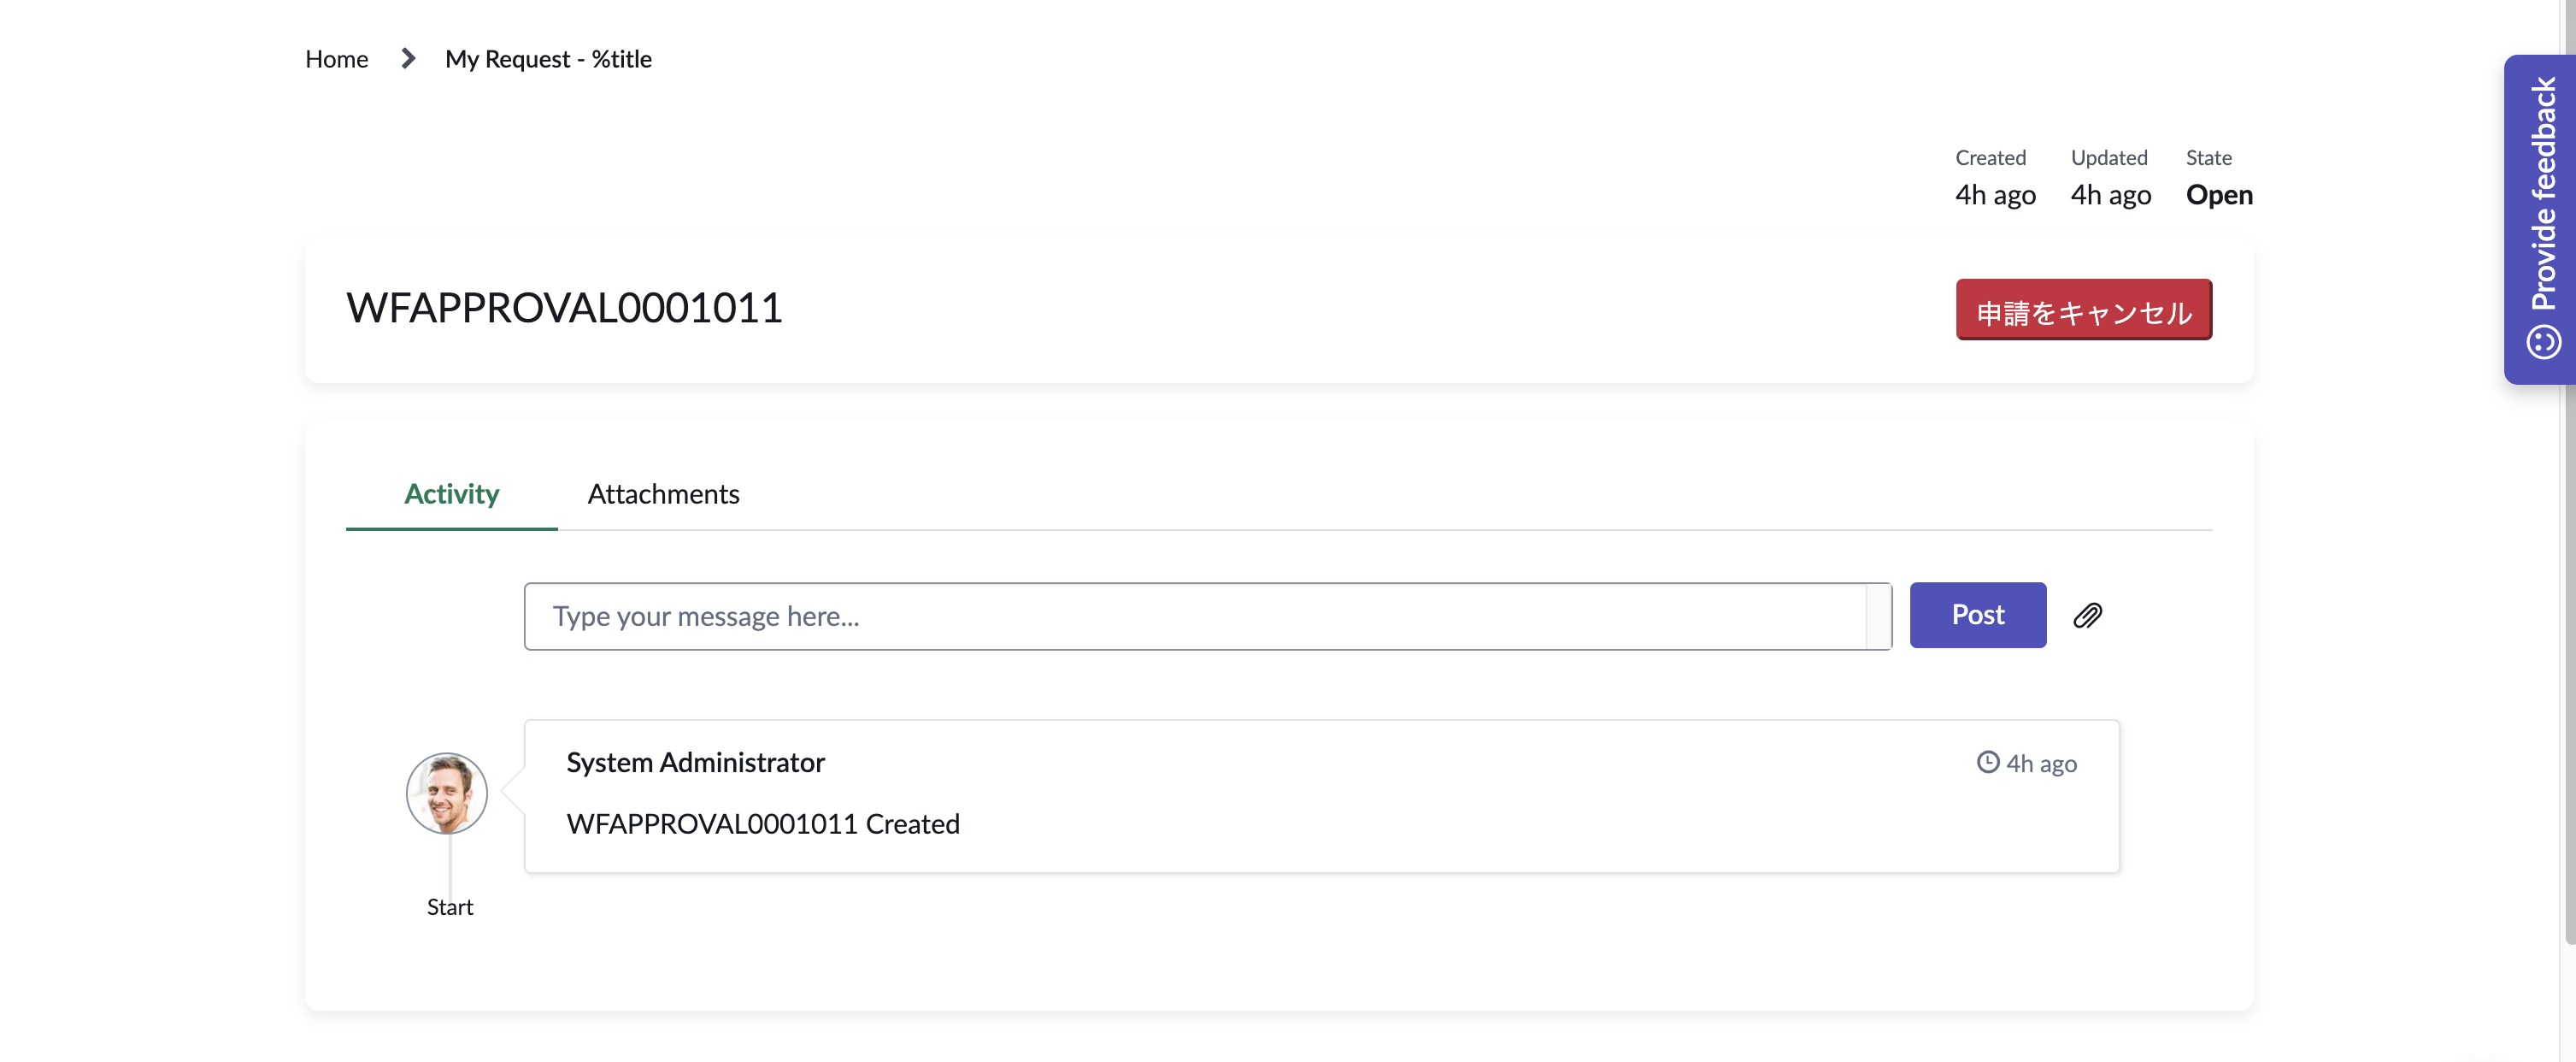 Home
My Request - %title
Provide feedback
Created Updated State
4h ago 4h ago Open
WFAPPROVAL0001011
申請をキャンセル
Activity Attachments
Type your message here...
Post
System Administrator
4h ago
WFAPPROVAL0001011 Created
Start